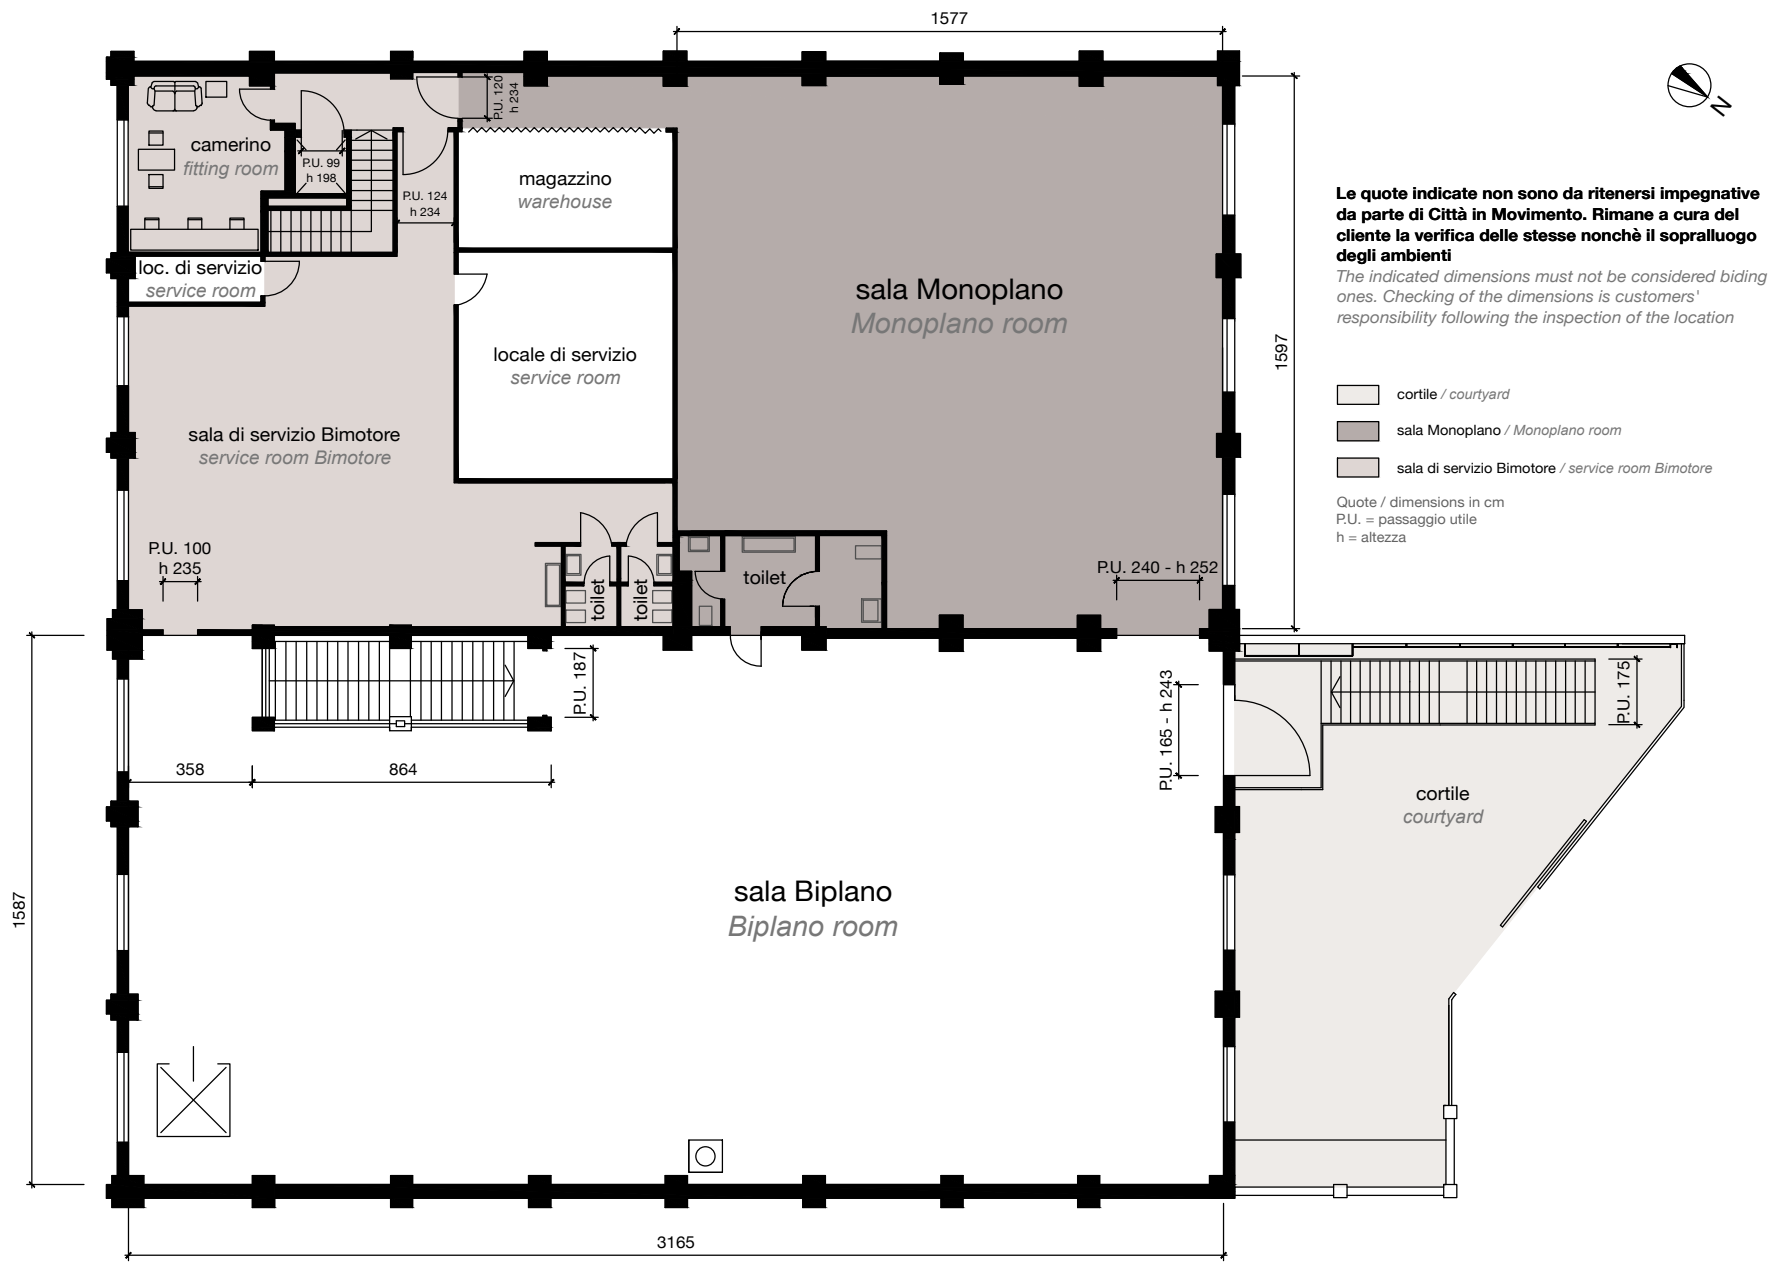 1577
P.U. 120
h 234
N
camerino
fitting room
P.U. 99
h 198
P.U. 124
h 234
magazzino
warehouse
Le quote indicate non sono da ritenersi impegnative
da parte di Città in Movimento. Rimane a cura del
cliente la verifica delle stesse nonchè il sopralluogo
degli ambienti
The indicated dimensions must not be considered biding
ones. Checking of the dimensions is customers'
responsibility following the inspection of the location
loc. di servizio
service room
sala Monoplano
Monoplano room
1597
locale di servizio
service room
cortile / courtyard
sala Monoplano / Monoplano room
sala di servizio Bimotore / service room Bimotore
Quote / dimensions in cm
P.U. = passaggio utile
h = altezza
sala di servizio Bimotore
service room Bimotore
P.U. 100
h 235
toilet
toilet
toilet
P.U. 240 - h 252
P.U. 187
P.U. 165 - h 243
P.U. 175
358
864
cortile
courtyard
sala Biplano
Biplano room
1587
3165